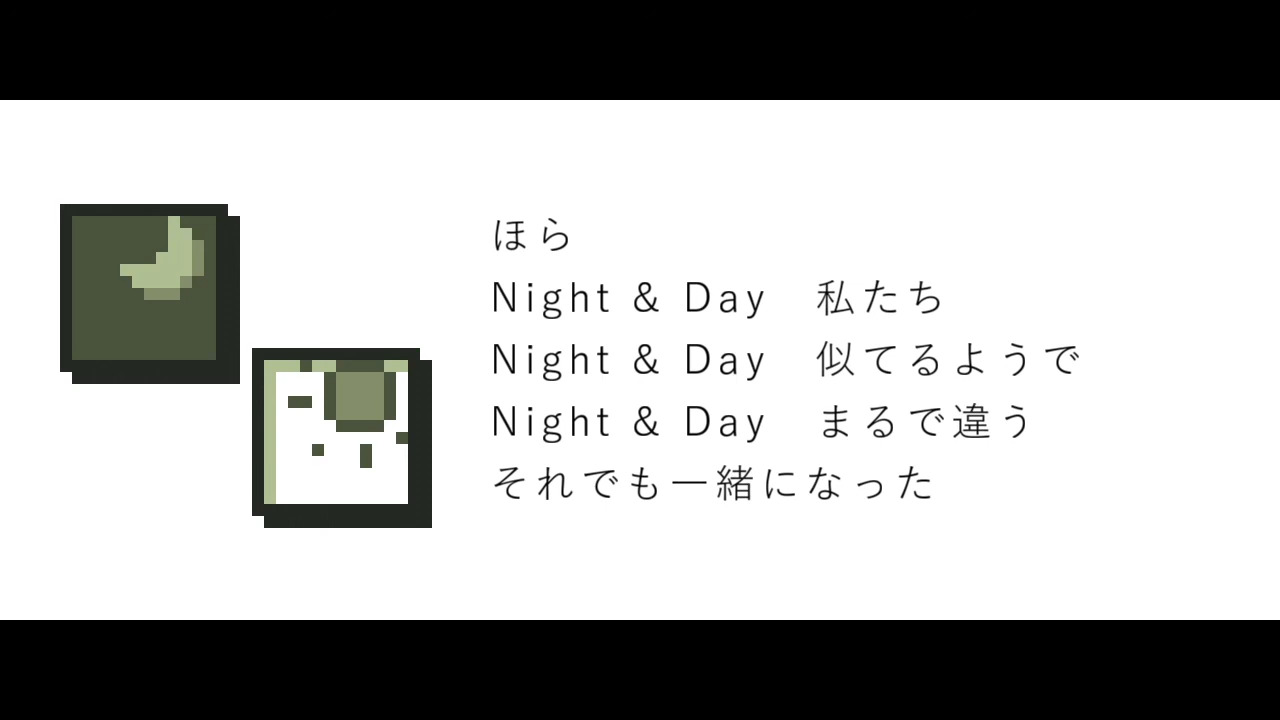 ほら
Night & Day　私たち
Night & Day　似てるようで
Night & Day　まるで違う
それでも一緒になった